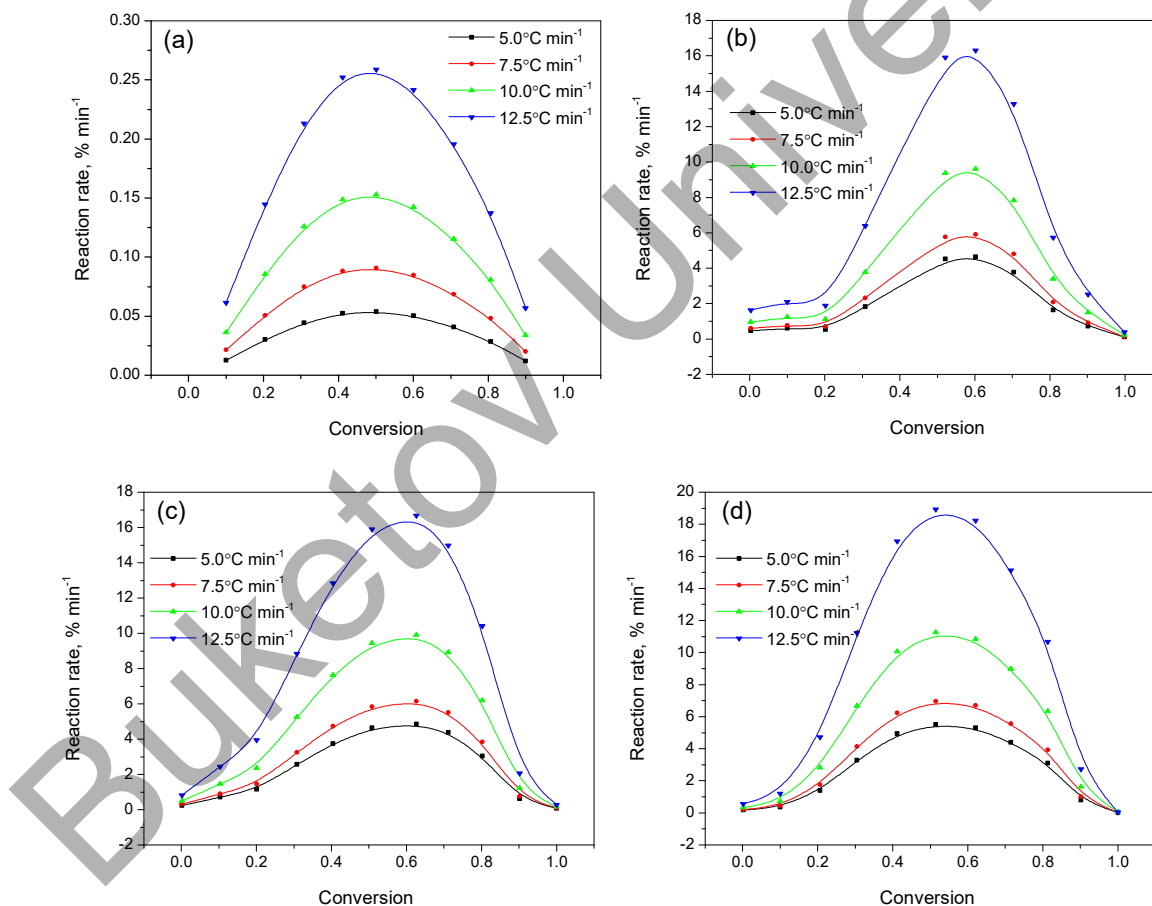 (a)
5.0°C min⁻¹
7.5°C min⁻¹
10.0°C min⁻¹
12.5°C min⁻¹
0.30
0.25
0.20
0.15
0.10
0.05
0.00
Reaction rate, % min⁻¹
0.0 0.2 0.4 0.6 0.8 1.0
Conversion
(b)
5.0°C min⁻¹
7.5°C min⁻¹
10.0°C min⁻¹
12.5°C min⁻¹
18
16
14
12
10
8
6
4
2
0
-2
Reaction rate, % min⁻¹
0.0 0.2 0.4 0.6 0.8 1.0
Conversion
(c)
5.0°C min⁻¹
7.5°C min⁻¹
10.0°C min⁻¹
12.5°C min⁻¹
18
16
14
12
10
8
6
4
2
0
-2
Reaction rate, % min⁻¹
0.0 0.2 0.4 0.6 0.8 1.0
Conversion
(d)
5.0°C min⁻¹
7.5°C min⁻¹
10.0°C min⁻¹
12.5°C min⁻¹
20
18
16
14
12
10
8
6
4
2
0
-2
Reaction rate, % min⁻¹
0.0 0.2 0.4 0.6 0.8 1.0
Conversion
Buketov Unive